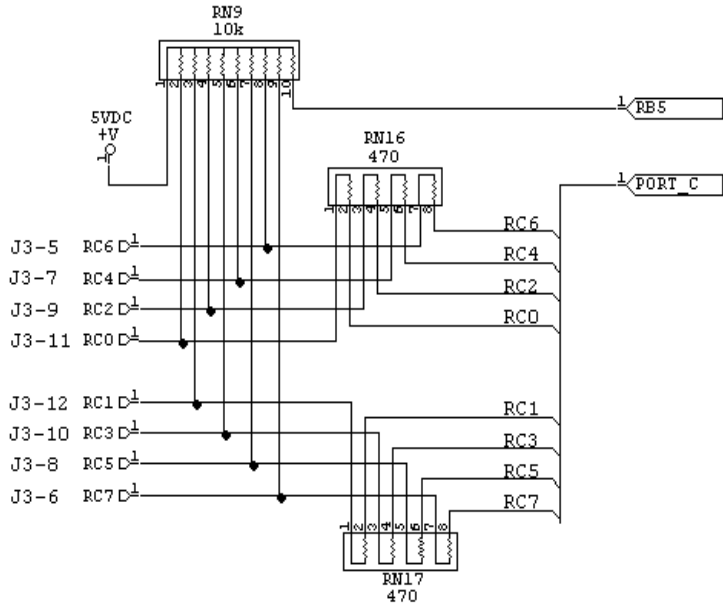 RN9
10k
1 2 3 4 5 6 7 8 9 10
5VDC
+V
1
1 RB5
RN16
470
1 2 3 4 5 6 7 8
1 PORT_C
J3-5 RC6 1 RC6
J3-7 RC4 1 RC4
J3-9 RC2 1 RC2
J3-11 RC0 1 RC0
J3-12 RC1 1 RC1
J3-10 RC3 1 RC3
J3-8 RC5 1 RC5
J3-6 RC7 1 RC7
1 2 3 4 5 6 7 8
RN17
470